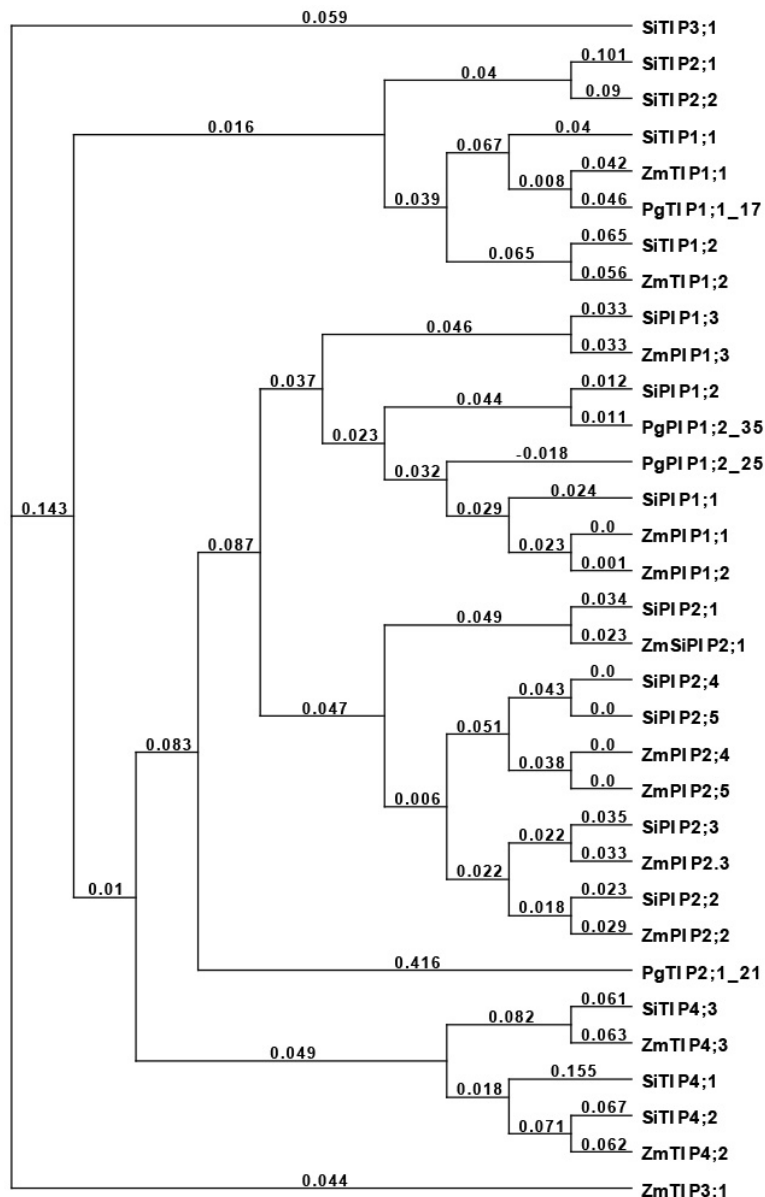 0.059
SiTIP3;1
0.101
SiTIP2;1
0.04
0.09
SiTIP2;2
0.016
0.04
SiTIP1;1
0.067
0.042
ZmTIP1;1
0.008
0.046
PgTIP1;1_17
0.039
0.065
SiTIP1;2
0.065
0.056
ZmTIP1;2
0.033
SiPIP1;3
0.046
0.033
ZmPIP1;3
0.037
0.012
SiPIP1;2
0.044
0.011
PgPIP1;2_35
0.023
-0.018
PgPIP1;2_25
0.032
0.024
SiPIP1;1
0.029
0.143
0.0
ZmPIP1;1
0.023
0.087
0.001
ZmPIP1;2
0.034
SiPIP2;1
0.049
0.023
ZmSiPIP2;1
0.0
SiPIP2;4
0.043
0.047
0.0
SiPIP2;5
0.051
0.083
0.0
ZmPIP2;4
0.038
0.0
ZmPIP2;5
0.006
0.035
SiPIP2;3
0.022
0.033
ZmPIP2.3
0.022
0.01
0.023
SiPIP2;2
0.018
0.029
ZmPIP2;2
0.416
PgTIP2;1_21
0.061
SiTIP4;3
0.082
0.063
ZmTIP4;3
0.049
0.155
SiTIP4;1
0.018
0.067
SiTIP4;2
0.071
0.062
ZmTIP4;2
0.044
ZmTIP3;1